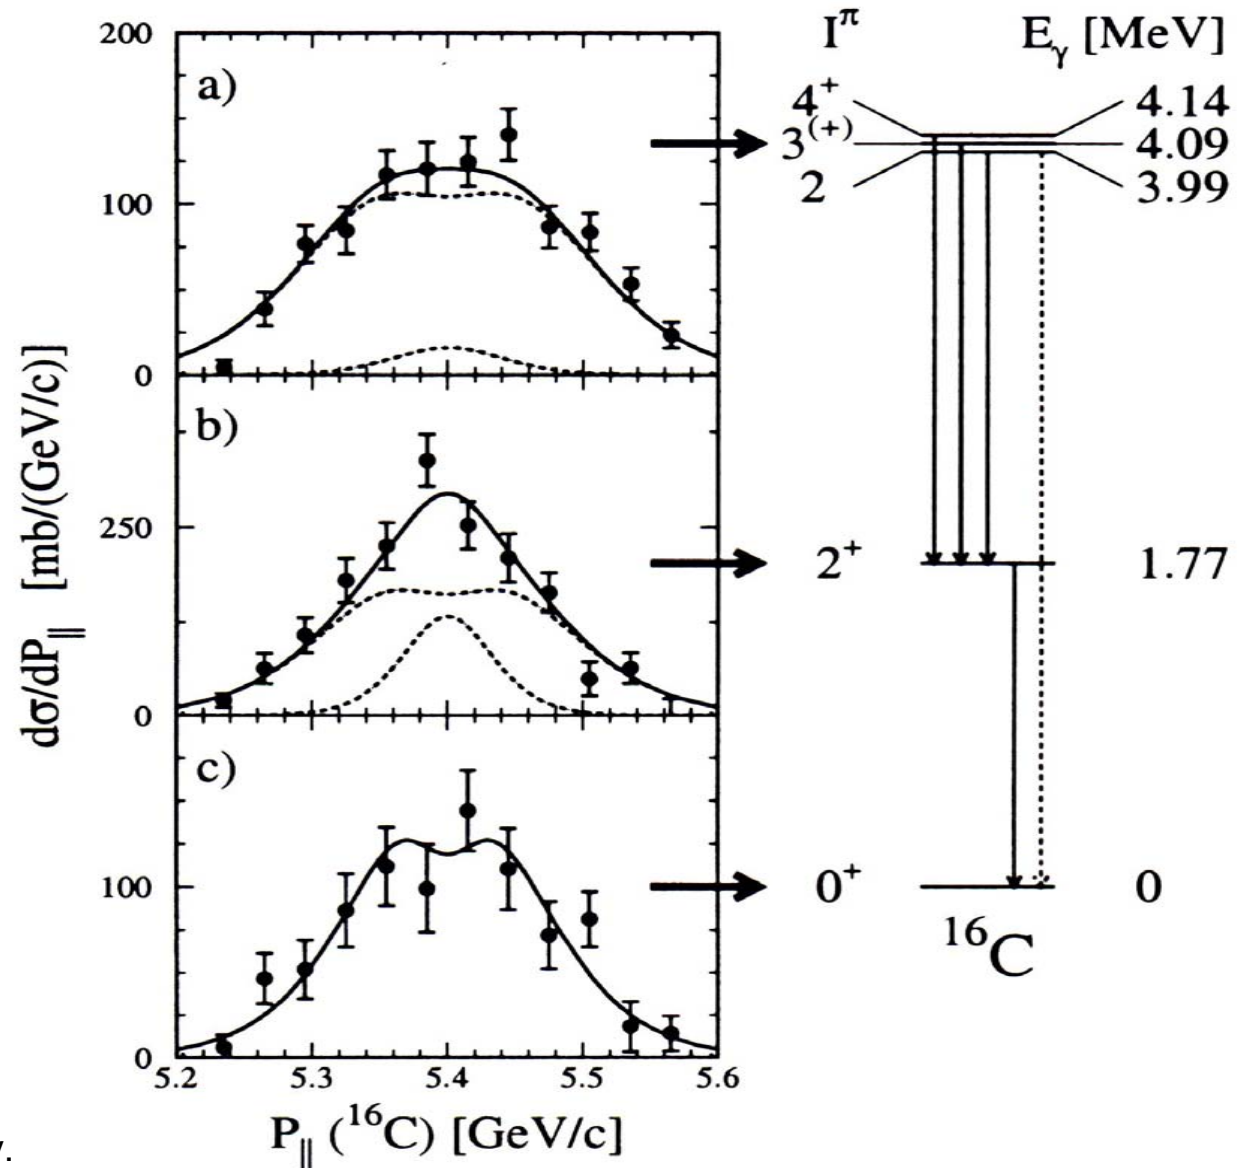 200
100
0
a)
250
0
b)
100
0
c)
5.2 5.3 5.4 5.5 5.6
dσ/dP∥ [mb/(GeV/c)]
P∥ (¹⁶C) [GeV/c]
Iᵖⁱ E_γ [MeV]
4⁺ 4.14
3⁽⁺⁾ 4.09
2 3.99
2⁺ 1.77
0⁺ 0
¹⁶C